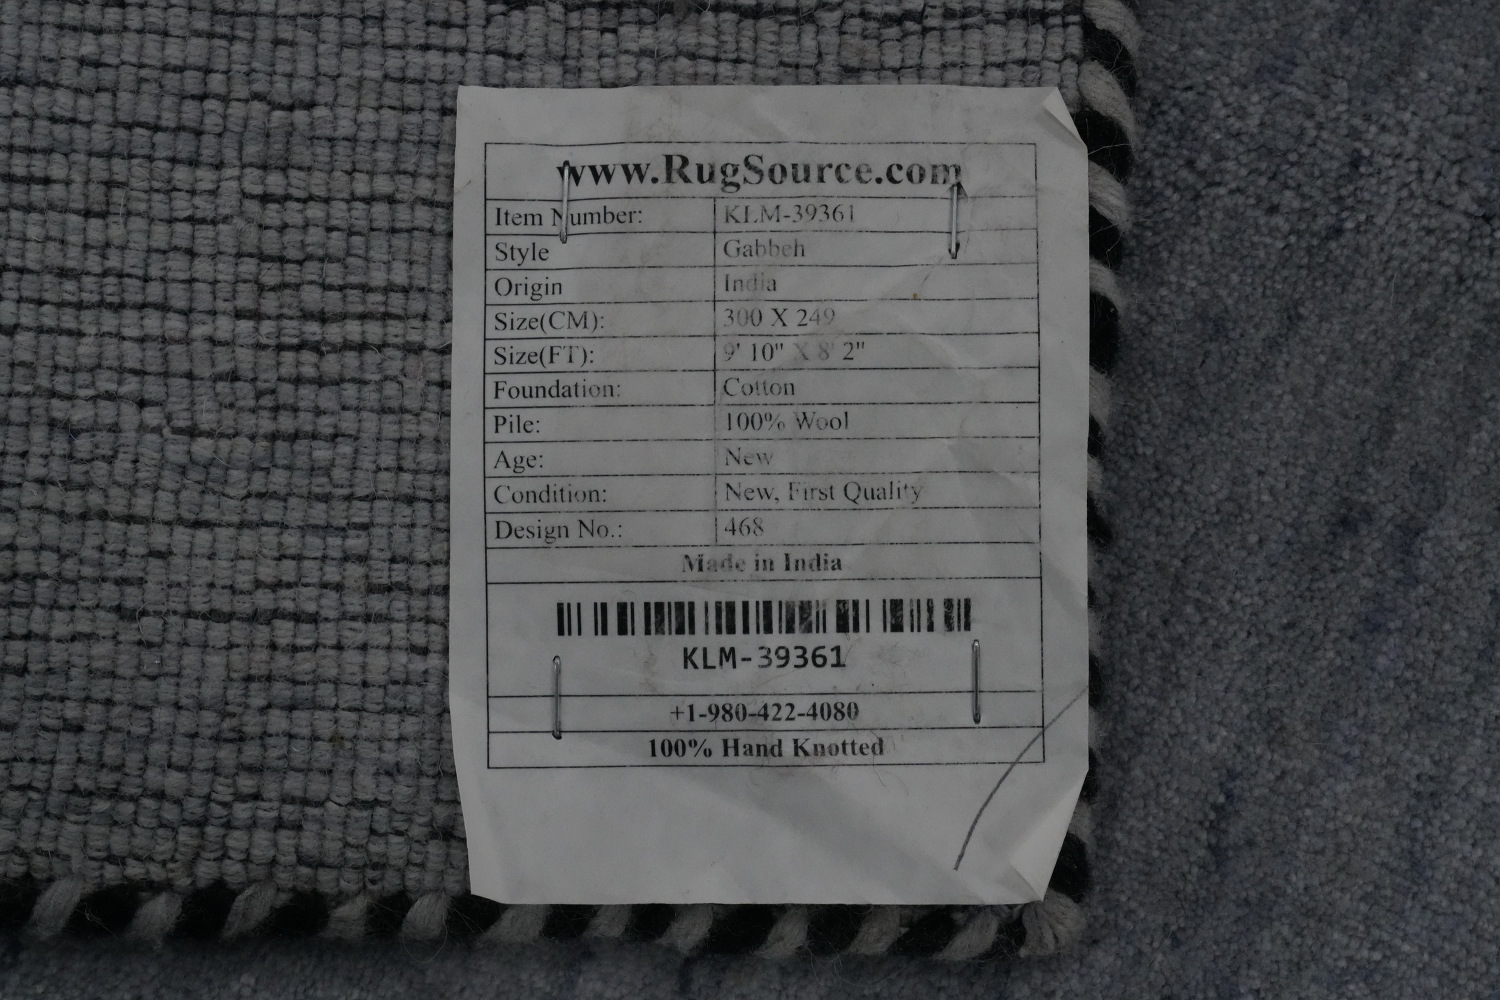 www.RugSource.com
Item Number: KLM-39361
Style Gabbeh
Origin India
Size(CM): 300 X 249
Size(FT): 9' 10" X 8' 2"
Foundation: Cotton
Pile: 100% Wool
Age: New
Condition: New, First Quality
Design No.: 468
Made in India
KLM-39361
+1-980-422-4080
100% Hand Knotted